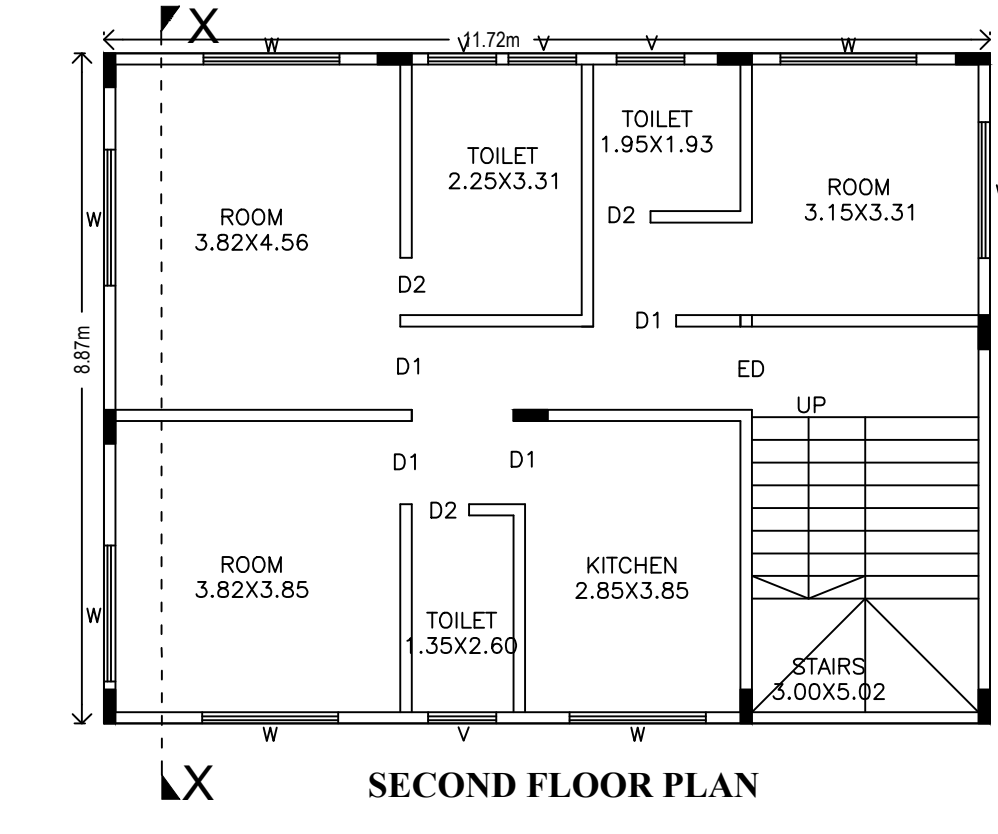 X
11.72m
W
V
V
V
W
TOILET
1.95X1.93
TOILET
2.25X3.31
ROOM
3.15X3.31
ROOM
3.82X4.56
W
D2
D2
D1
8.87m
D1
ED
UP
D1
D1
D2
ROOM
3.82X3.85
KITCHEN
2.85X3.85
W
TOILET
1.35X2.60
STAIRS
3.00X5.02
W
V
W
X
SECOND FLOOR PLAN